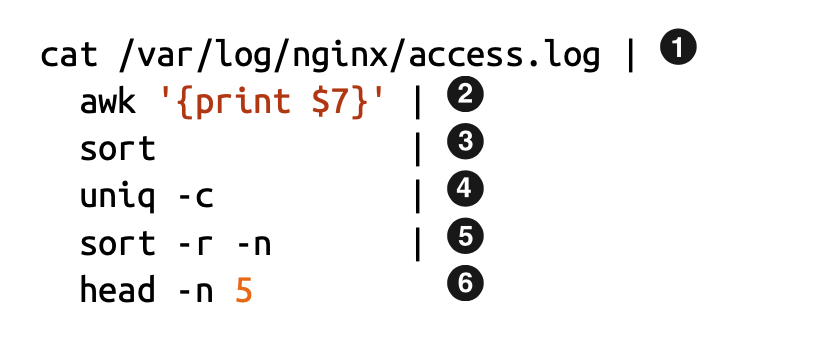 cat /var/log/nginx/access.log | 1
awk '{print $7}' | 2
sort | 3
uniq -c | 4
sort -r -n | 5
head -n 5 6